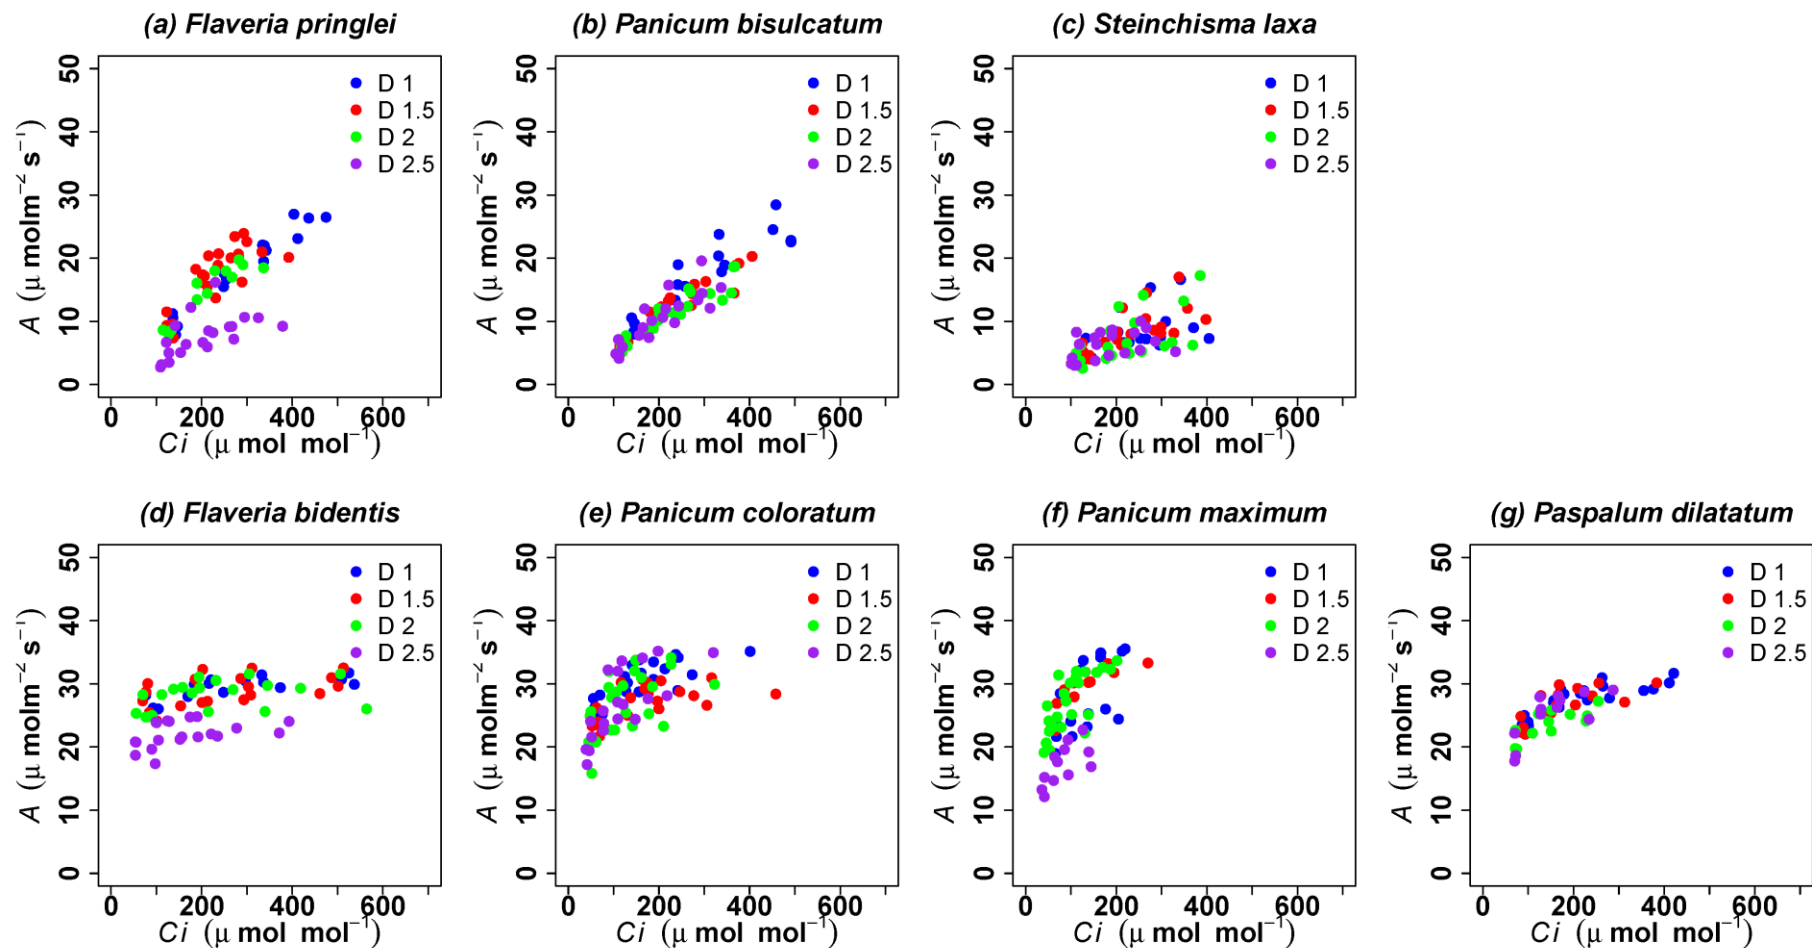 (a) Flaveria pringlei
A (μ molm⁻² s⁻¹)
50
40
30
20
10
0
D 1
D 1.5
D 2
D 2.5
0 200 400 600
Ci (μ mol mol⁻¹)
(b) Panicum bisulcatum
A (μ molm⁻² s⁻¹)
50
40
30
20
10
0
D 1
D 1.5
D 2
D 2.5
0 200 400 600
Ci (μ mol mol⁻¹)
(c) Steinchisma laxa
A (μ molm⁻² s⁻¹)
50
40
30
20
10
0
D 1
D 1.5
D 2
D 2.5
0 200 400 600
Ci (μ mol mol⁻¹)
(d) Flaveria bidentis
A (μ molm⁻² s⁻¹)
50
40
30
20
10
0
D 1
D 1.5
D 2
D 2.5
0 200 400 600
Ci (μ mol mol⁻¹)
(e) Panicum coloratum
A (μ molm⁻² s⁻¹)
50
40
30
20
10
0
D 1
D 1.5
D 2
D 2.5
0 200 400 600
Ci (μ mol mol⁻¹)
(f) Panicum maximum
A (μ molm⁻² s⁻¹)
50
40
30
20
10
0
D 1
D 1.5
D 2
D 2.5
0 200 400 600
Ci (μ mol mol⁻¹)
(g) Paspalum dilatatum
A (μ molm⁻² s⁻¹)
50
40
30
20
10
0
D 1
D 1.5
D 2
D 2.5
0 200 400 600
Ci (μ mol mol⁻¹)